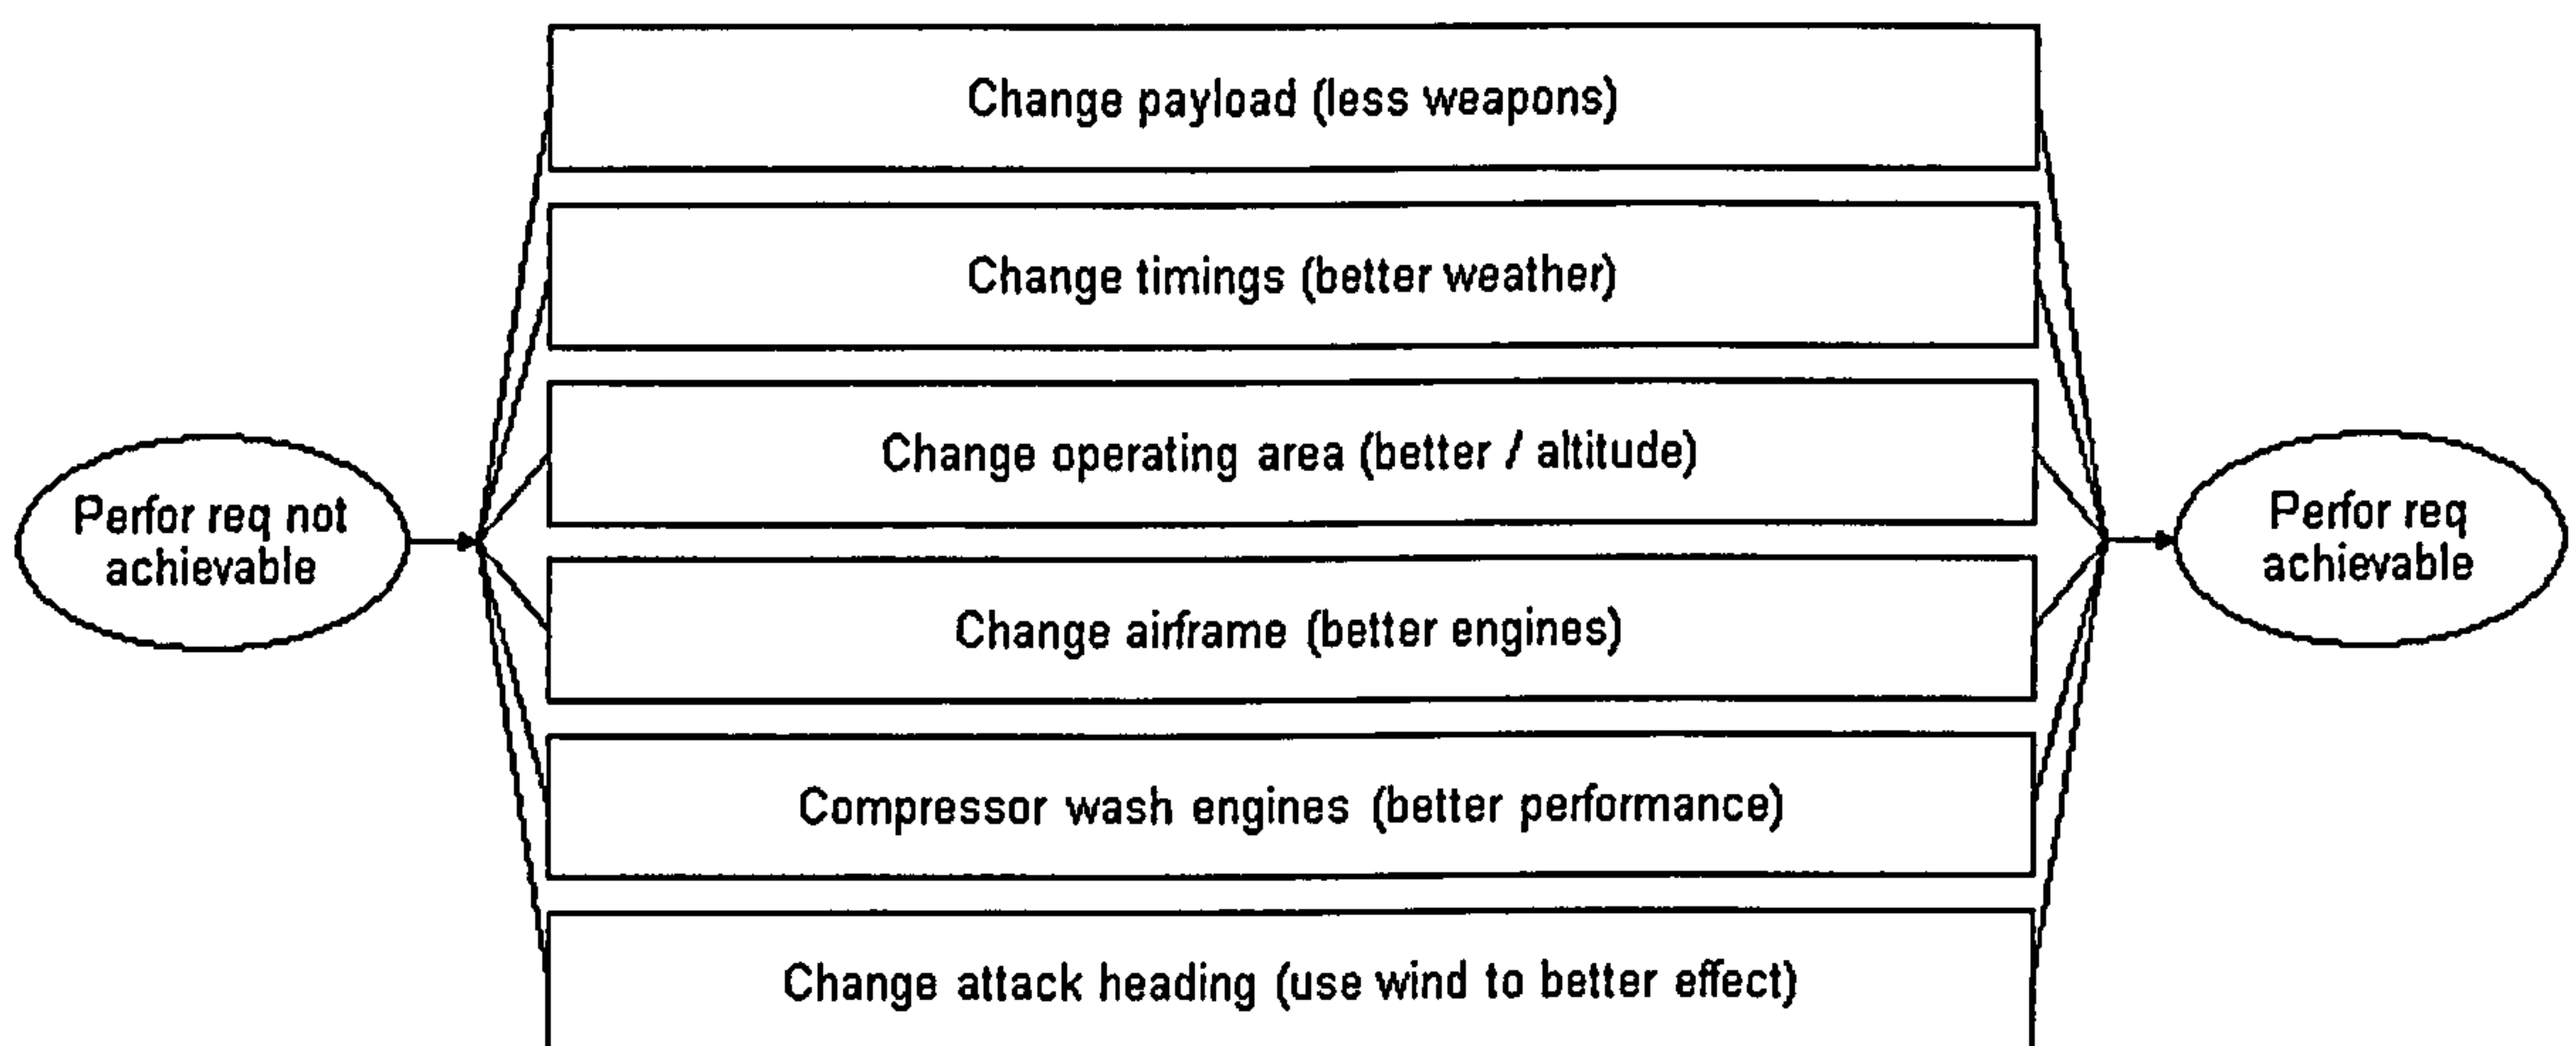 Change payload (less weapons)
Change timings (better weather)
Change operating area (better / altitude)
Perfor req not
achievable
Perfor req
achievable
Change airframe (better engines)
Compressor wash engines (better performance)
Change attack heading (use wind to better effect)